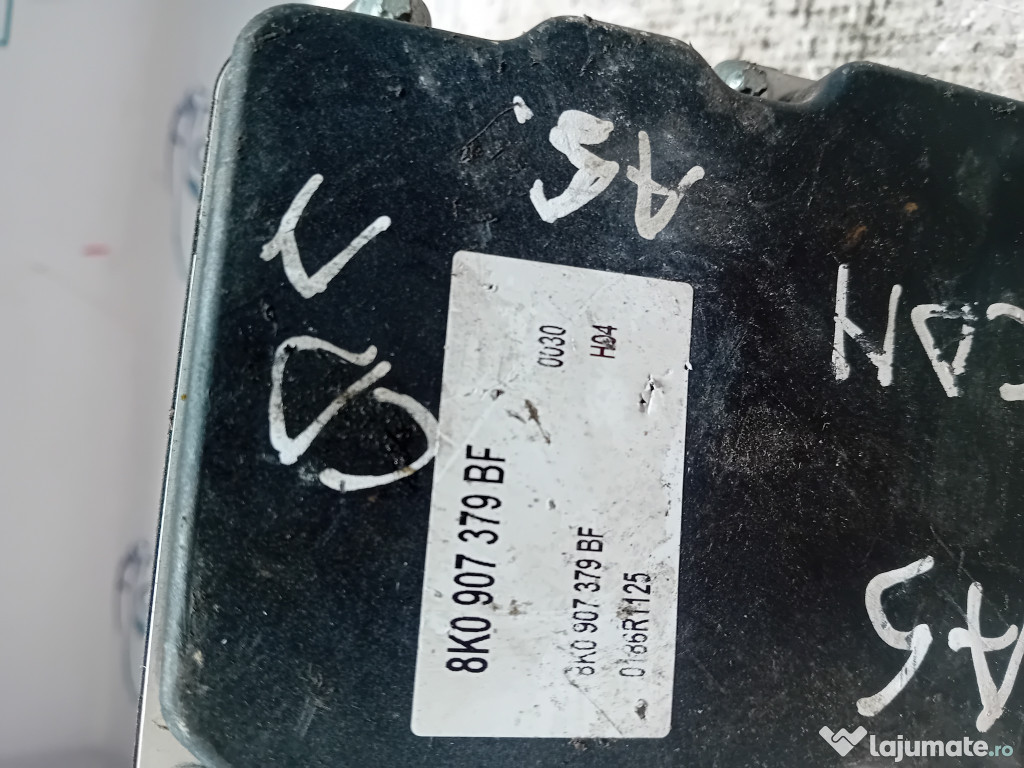 8K0 907 379 BF
0030
H04
8K0 907 379 BF
0186R1125
A5
A5
lajumate.ro